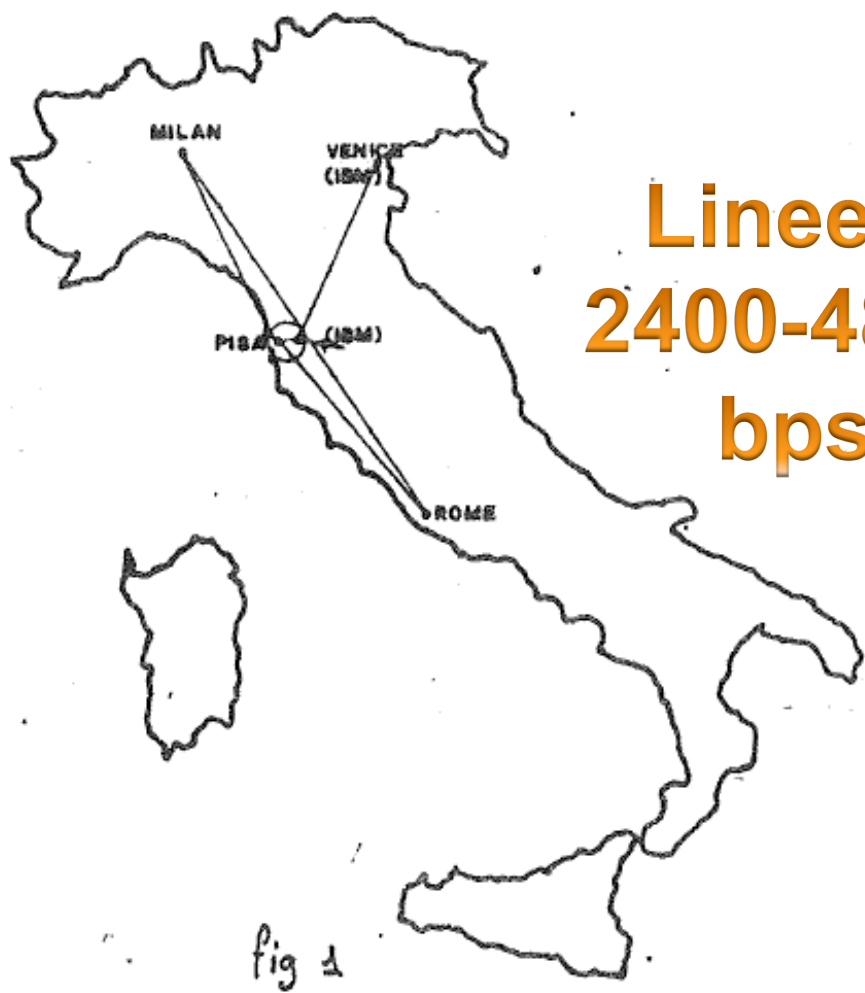 MILAN
VENICE
(IBM)
Linee
2400-48
bps
PISA
(IBM)
ROME
fig 1